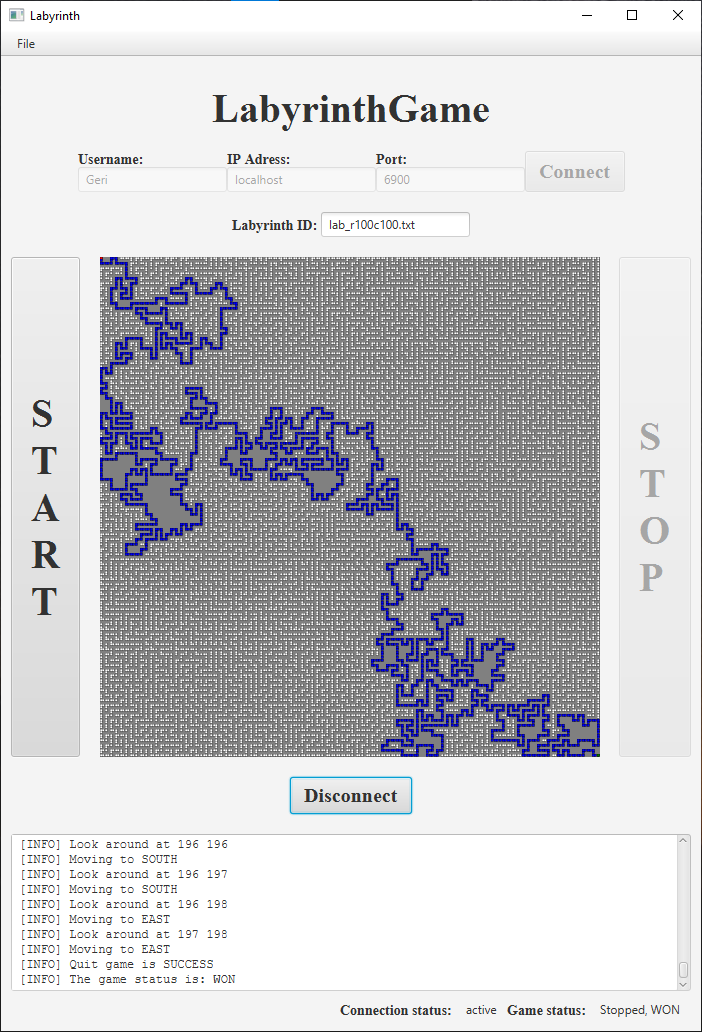 Labyrinth
File
LabyrinthGame
Username: IP Adress: Port:
Geri localhost 6900 Connect
Labyrinth ID: lab_r100c100.txt
S
T
A
R
T
S
T
O
P
Disconnect
[INFO] Look around at 196 196
[INFO] Moving to SOUTH
[INFO] Look around at 196 197
[INFO] Moving to SOUTH
[INFO] Look around at 196 198
[INFO] Moving to EAST
[INFO] Look around at 197 198
[INFO] Moving to EAST
[INFO] Quit game is SUCCESS
[INFO] The game status is: WON
Connection status: active Game status: Stopped, WON